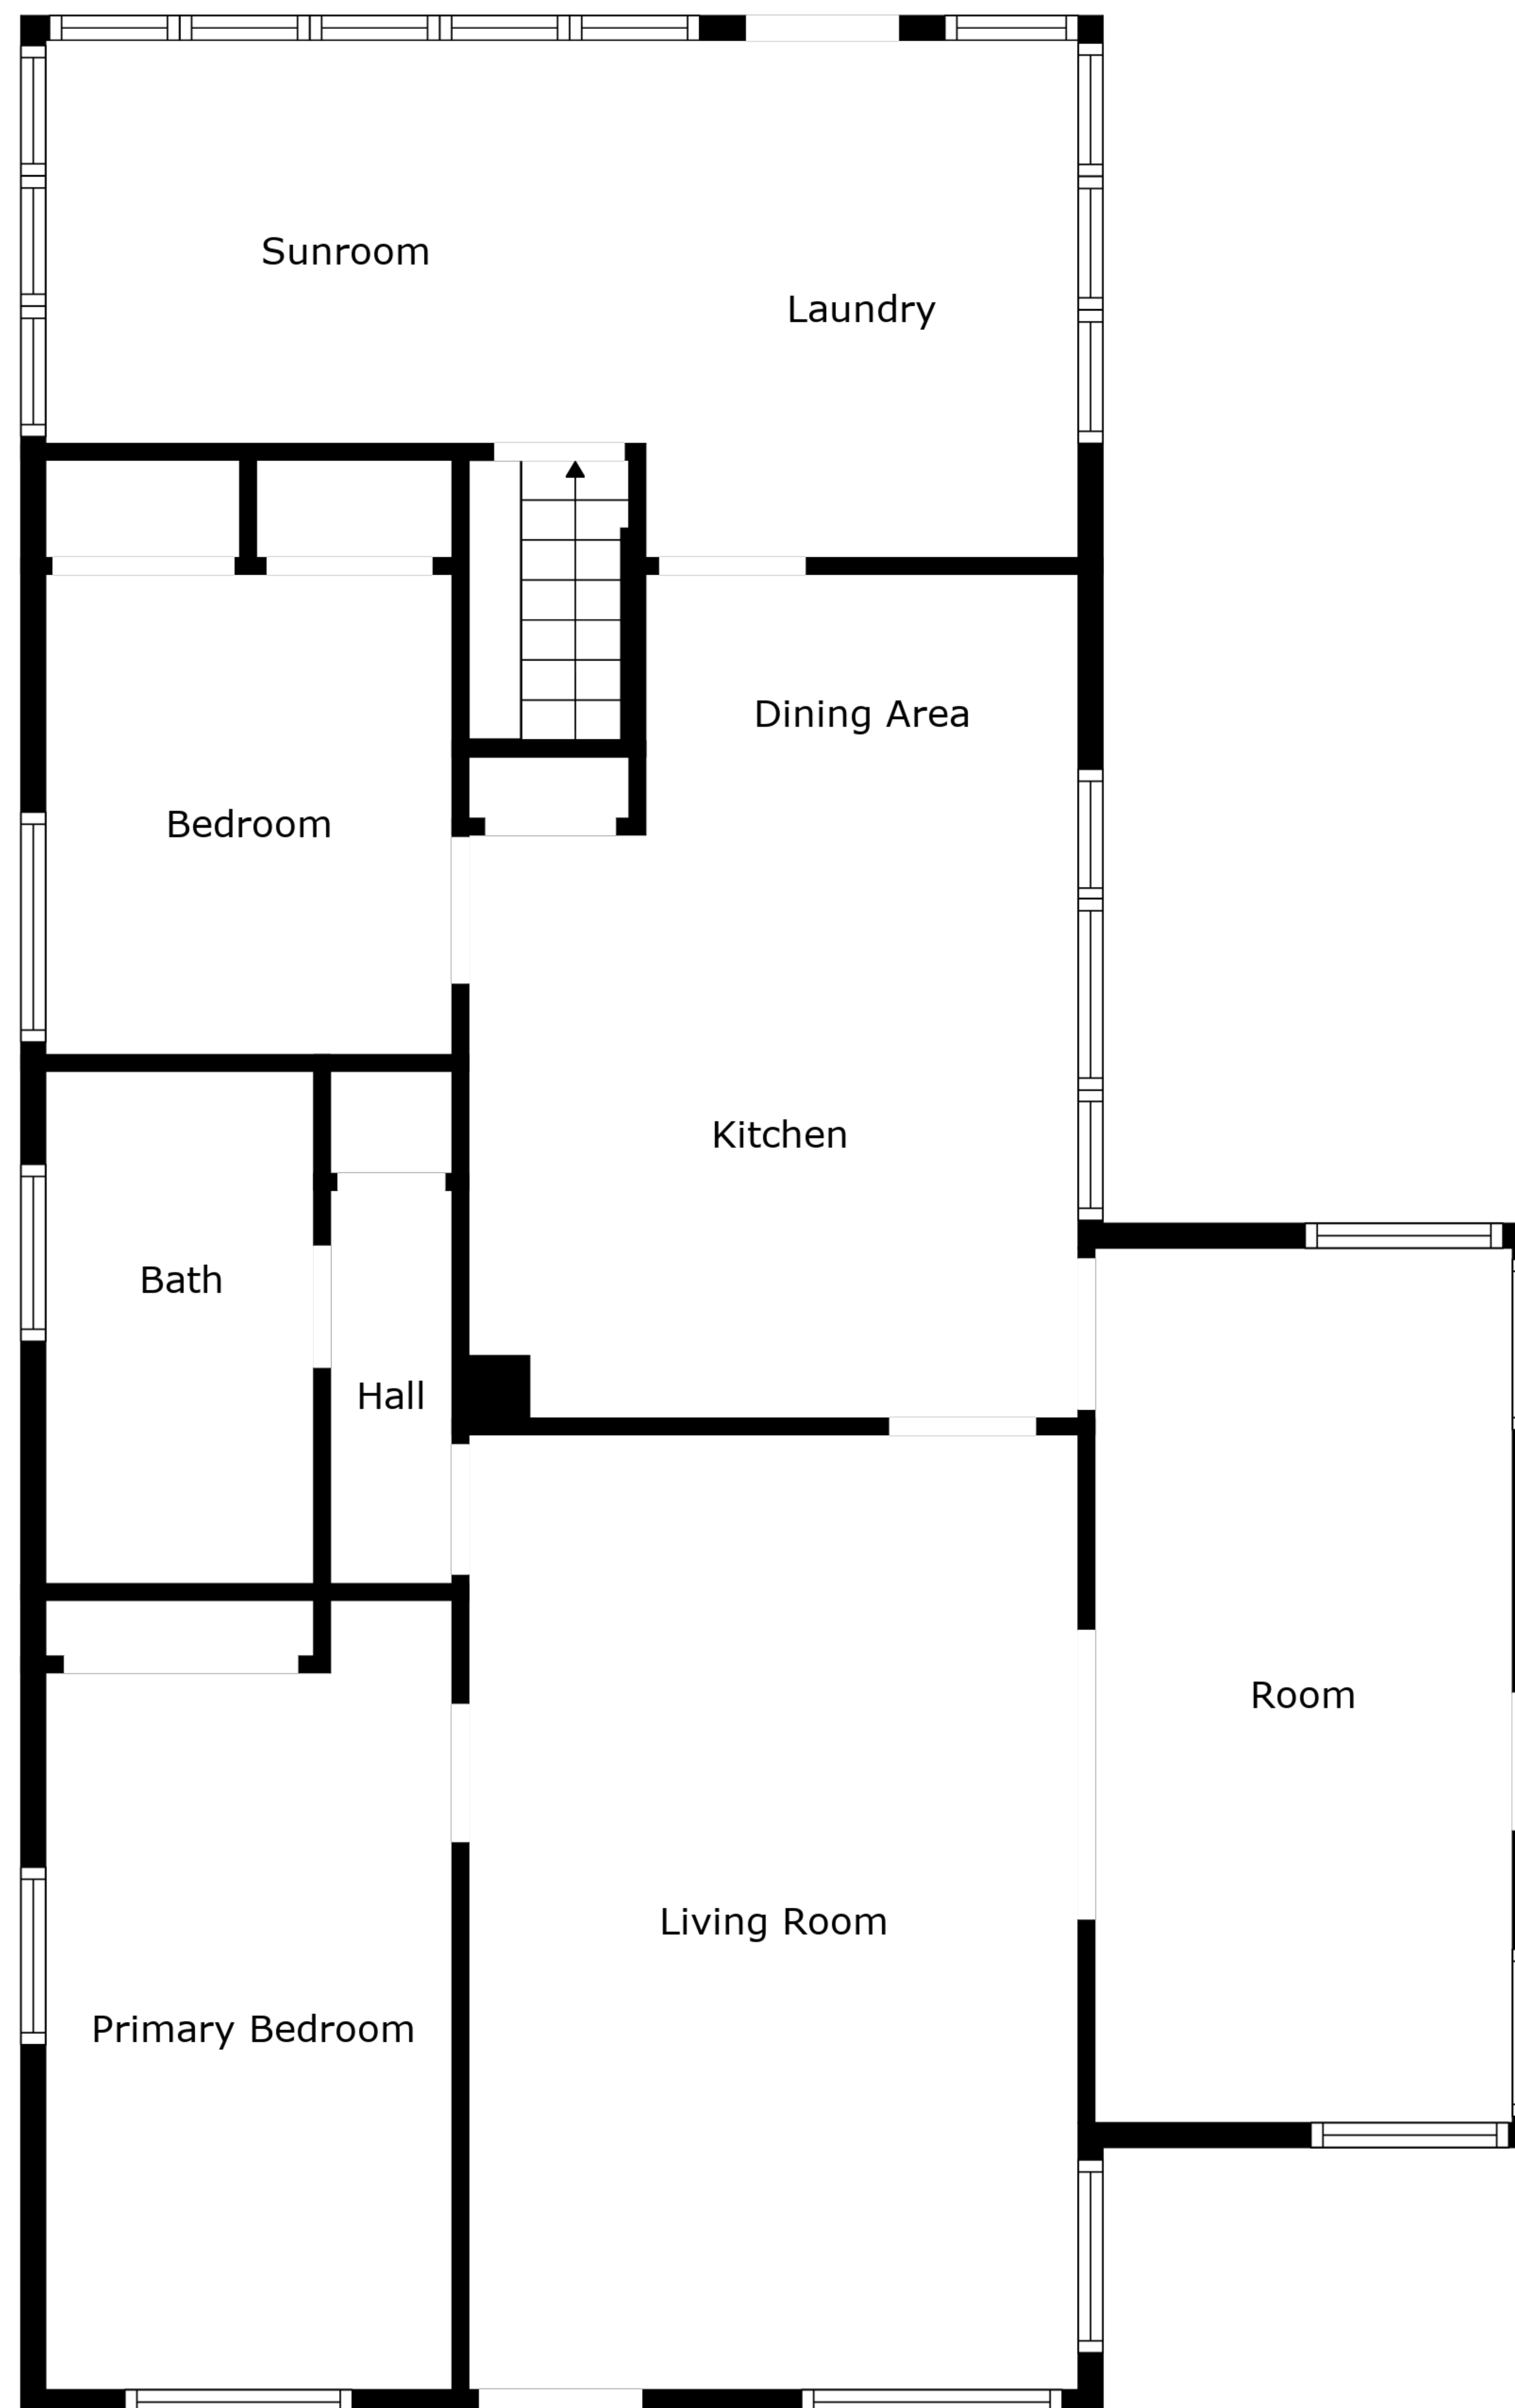 Sunroom
Laundry
Dining Area
Bedroom
Kitchen
Bath
Hall
Room
Living Room
Primary Bedroom